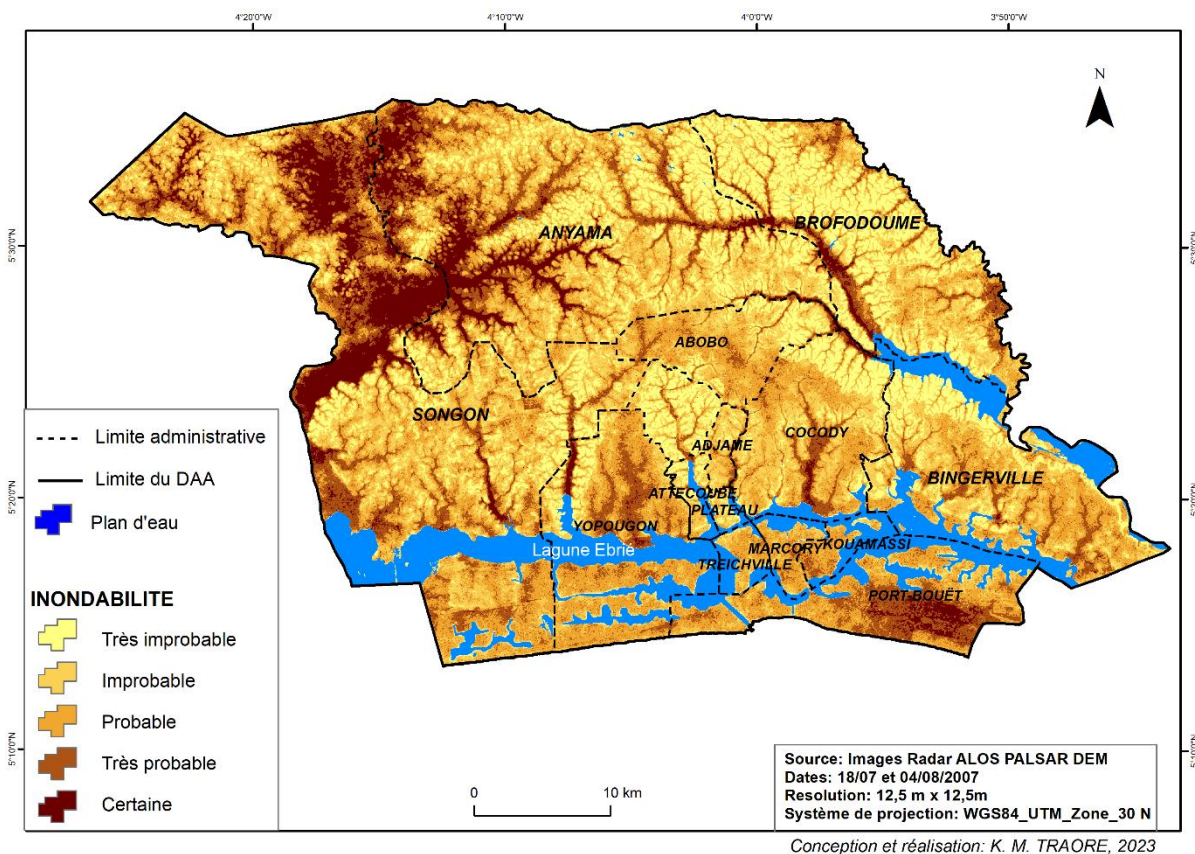 4°20'0"W 4°10'0"W 4°0'0"W 3°50'0"W
N
5°30'0"N
5°30'0"N
5°20'0"N
5°20'0"N
5°10'0"N
5°10'0"N
ANYAMA
BROFODOUME
ABOBO
SONGON
ADJAME
COCODY
BINGERVILLE
ATTECOUBE
PLATEAU
YOPOUGON
Lagune Ebrié
MARCORY
KOUAMASSI
TREICHVILLE
PORT-BOUËT
Limite administrative
Limite du DAA
Plan d'eau
INONDABILITE
Très improbable
Improbable
Probable
Très probable
Certaine
0 10 km
Source: Images Radar ALOS PALSAR DEM
Dates: 18/07 et 04/08/2007
Resolution: 12,5 m x 12,5m
Système de projection: WGS84_UTM_Zone_30 N
Conception et réalisation: K. M. TRAORE, 2023